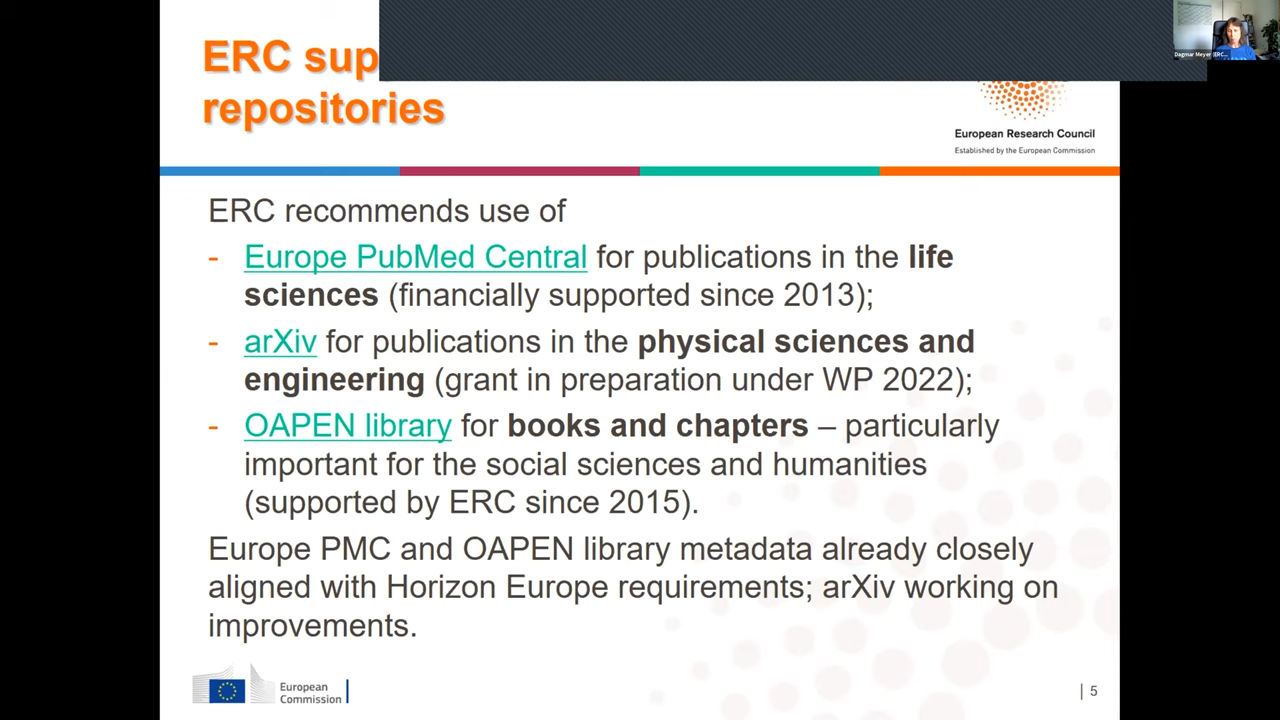 ERC sup
repositories
Dagmar Meyer (ERC...
European Research Council
Established by the European Commission
ERC recommends use of
- Europe PubMed Central for publications in the life
sciences (financially supported since 2013);
- arXiv for publications in the physical sciences and
engineering (grant in preparation under WP 2022);
- OAPEN library for books and chapters – particularly
important for the social sciences and humanities
(supported by ERC since 2015).
Europe PMC and OAPEN library metadata already closely
aligned with Horizon Europe requirements; arXiv working on
improvements.
European
Commission
| 5